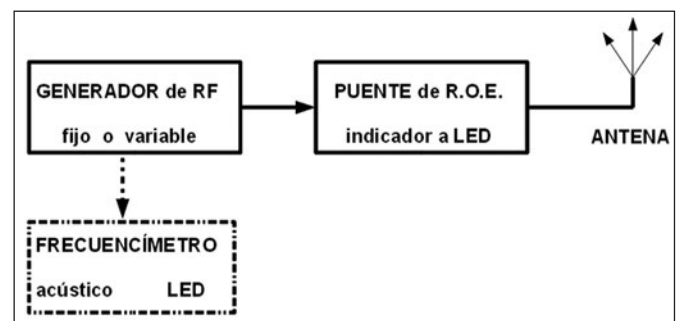 GENERADOR de RF
fijo o variable
PUENTE de R.O.E.
indicador a LED
ANTENA
FRECUENCÍMETRO
acústico LED